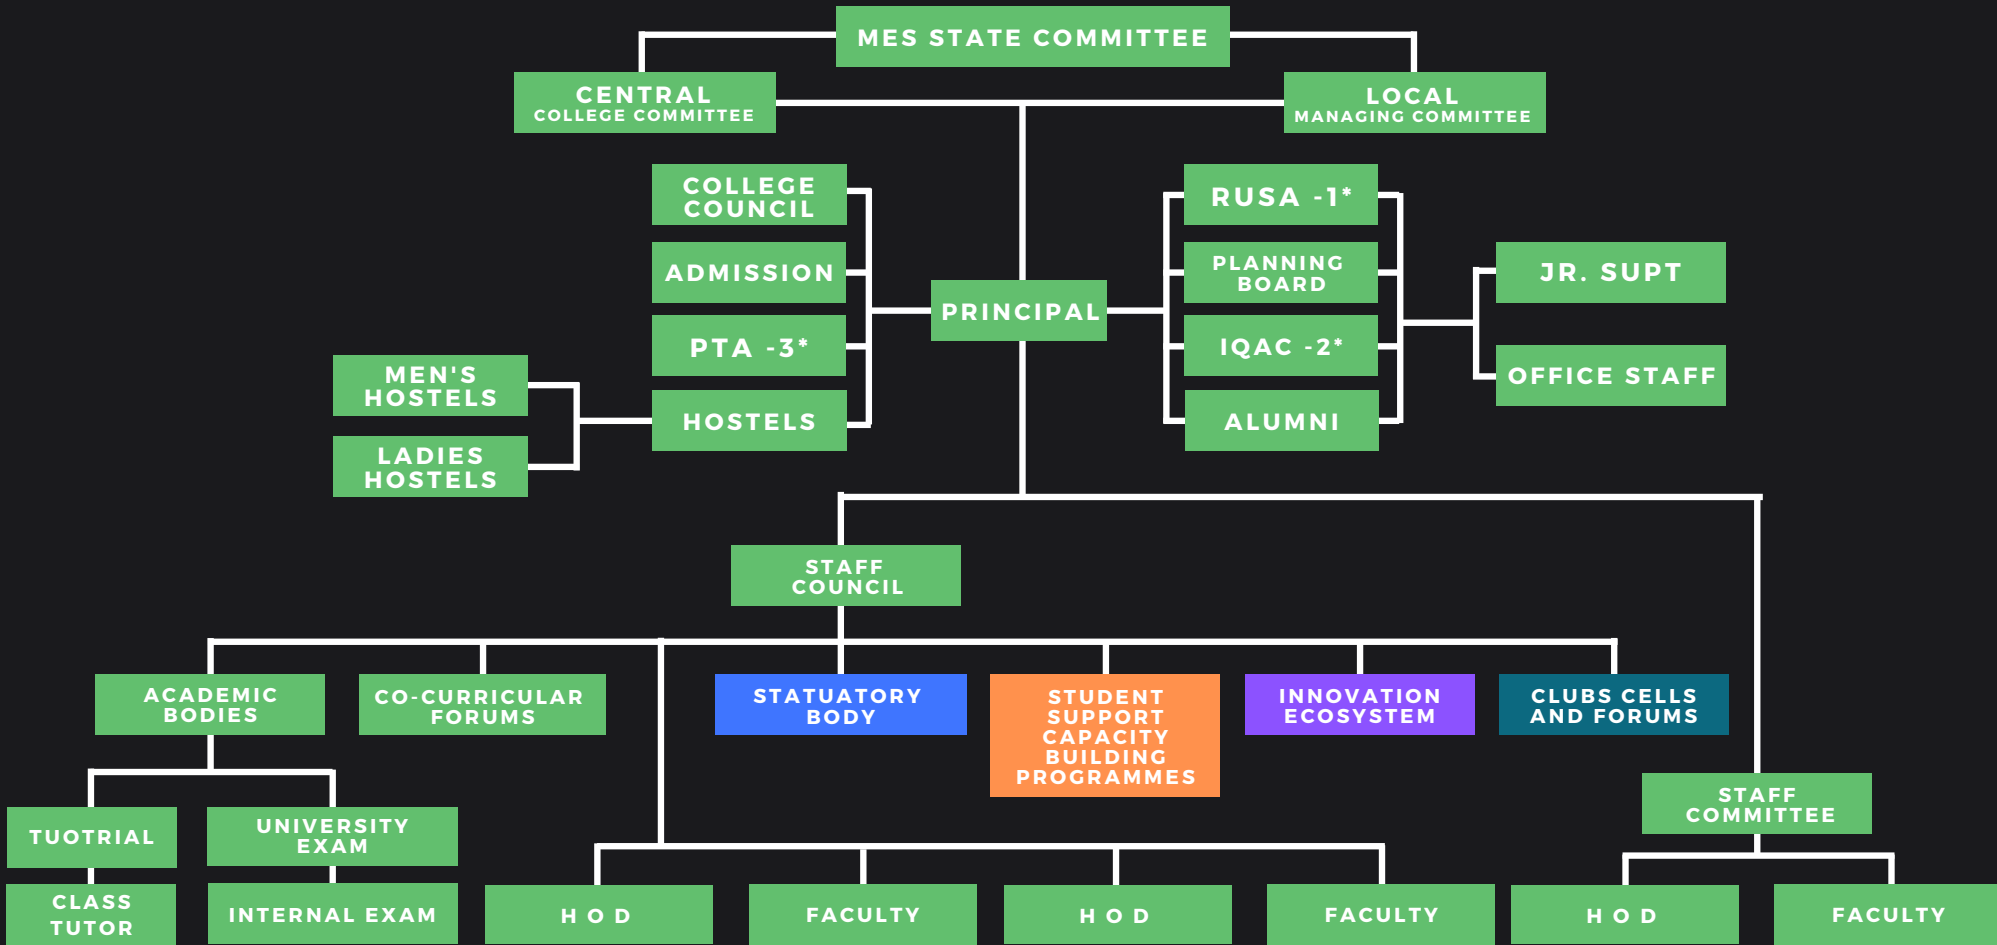 MES STATE COMMITTEE
CENTRAL
COLLEGE COMMITTEE
LOCAL
MANAGING COMMITTEE
COLLEGE
COUNCIL
RUSA -1*
ADMISSION
PLANNING
BOARD
JR. SUPT
PRINCIPAL
PTA -3*
IQAC -2*
MEN'S
HOSTELS
OFFICE STAFF
HOSTELS
ALUMNI
LADIES
HOSTELS
STAFF
COUNCIL
ACADEMIC
BODIES
CO-CURRICULAR
FORUMS
STATUATORY
BODY
STUDENT
SUPPORT
CAPACITY
BUILDING
PROGRAMMES
INNOVATION
ECOSYSTEM
CLUBS CELLS
AND FORUMS
STAFF
COMMITTEE
TUOTRIAL
UNIVERSITY
EXAM
CLASS
TUTOR
INTERNAL EXAM
H O D
FACULTY
H O D
FACULTY
H O D
FACULTY